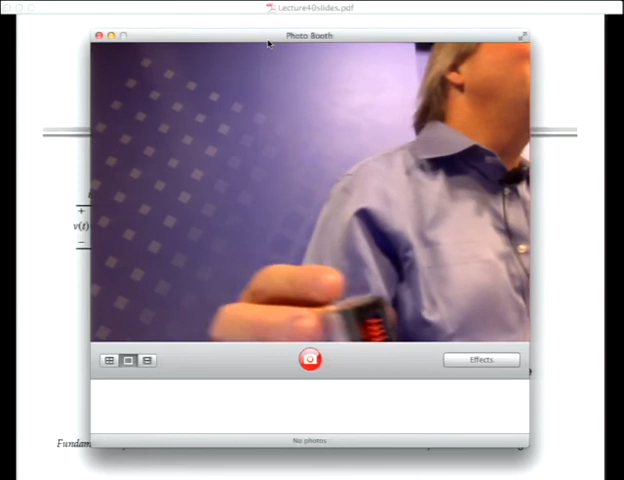 Lecture40slides.pdf
Photo Booth
+
v(t)
−
Effects
No photos
Fundam